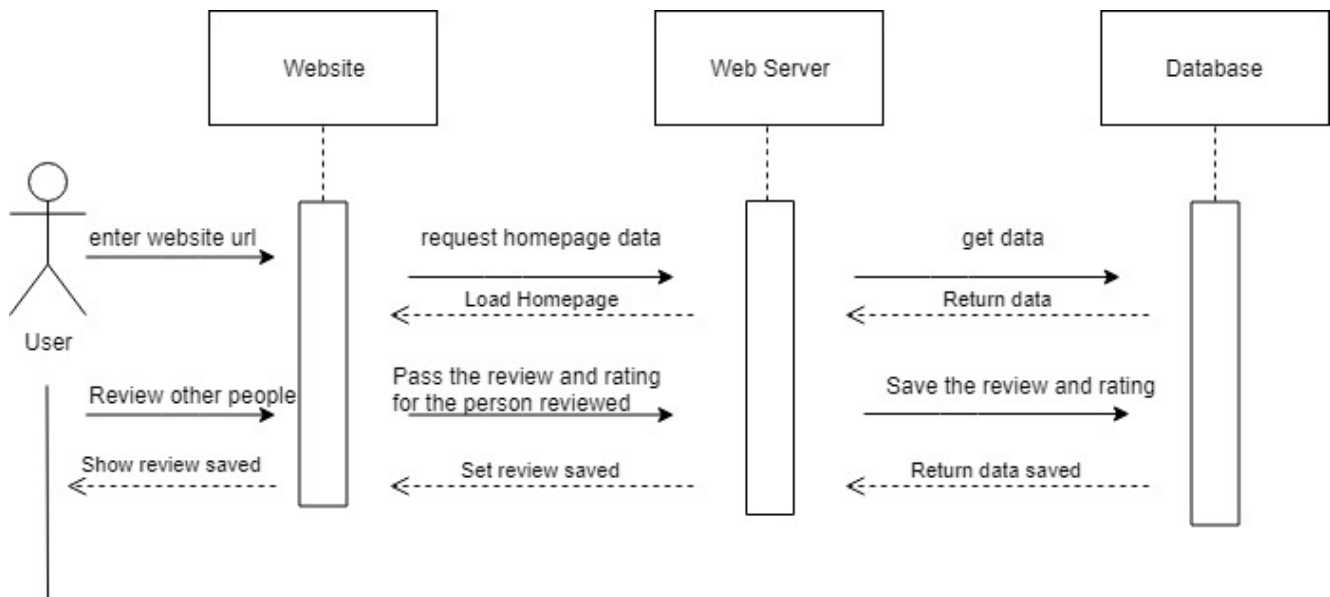 Website
Web Server
Database
enter website url
request homepage data
get data
Load Homepage
Return data
User
Review other people
Pass the review and rating
for the person reviewed
Save the review and rating
Show review saved
Set review saved
Return data saved